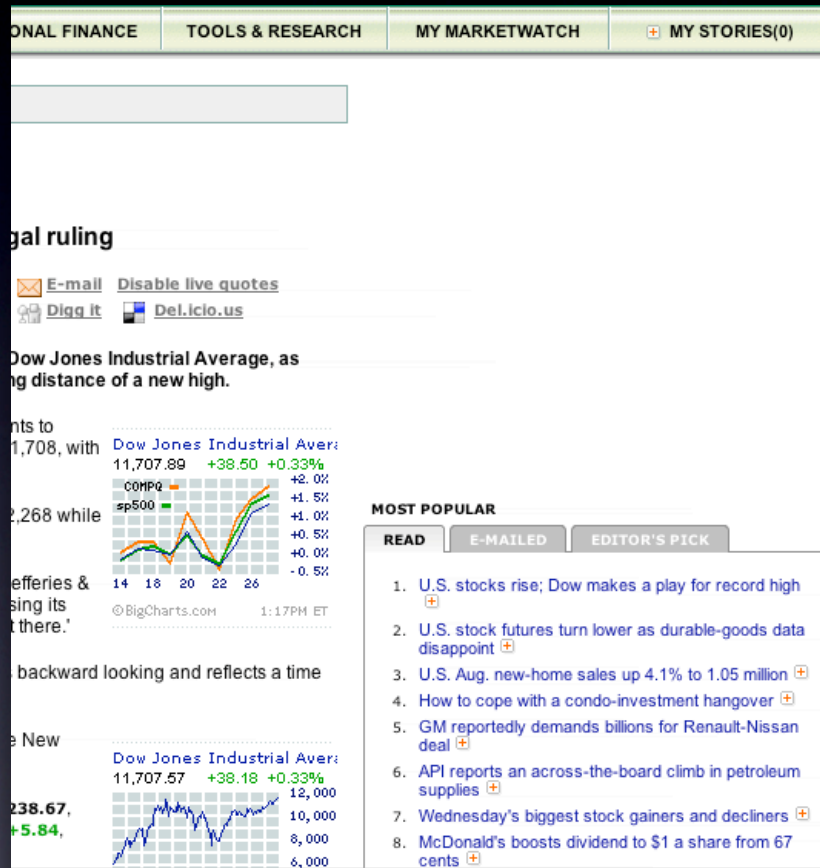 ONAL FINANCE
TOOLS & RESEARCH
MY MARKETWATCH
MY STORIES(0)
gal ruling
E-mail Disable live quotes
Digg it Del.icio.us
Dow Jones Industrial Average, as
ng distance of a new high.
nts to
1,708, with
2,268 while
efferies &
sing its
t there.'
Dow Jones Industrial Avera
11,707.89 +38.50 +0.33%
COMPQ
sp500
+2.0%
+1.5%
+1.0%
+0.5%
+0.0%
-0.5%
14 18 20 22 26
©BigCharts.com 1:17PM ET
backward looking and reflects a time
e New
238.67,
+5.84,
Dow Jones Industrial Avera
11,707.57 +38.18 +0.33%
12,000
10,000
8,000
6,000
MOST POPULAR
READ E-MAILED EDITOR'S PICK
1. U.S. stocks rise; Dow makes a play for record high
2. U.S. stock futures turn lower as durable-goods data
disappoint
3. U.S. Aug. new-home sales up 4.1% to 1.05 million
4. How to cope with a condo-investment hangover
5. GM reportedly demands billions for Renault-Nissan
deal
6. API reports an across-the-board climb in petroleum
supplies
7. Wednesday's biggest stock gainers and decliners
8. McDonald's boosts dividend to $1 a share from 67
cents